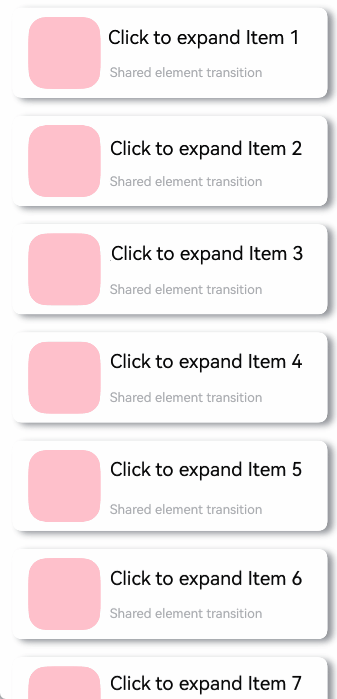 Click to expand Item 1
Shared element transition
Click to expand Item 2
Shared element transition
Click to expand Item 3
Shared element transition
Click to expand Item 4
Shared element transition
Click to expand Item 5
Shared element transition
Click to expand Item 6
Shared element transition
Click to expand Item 7